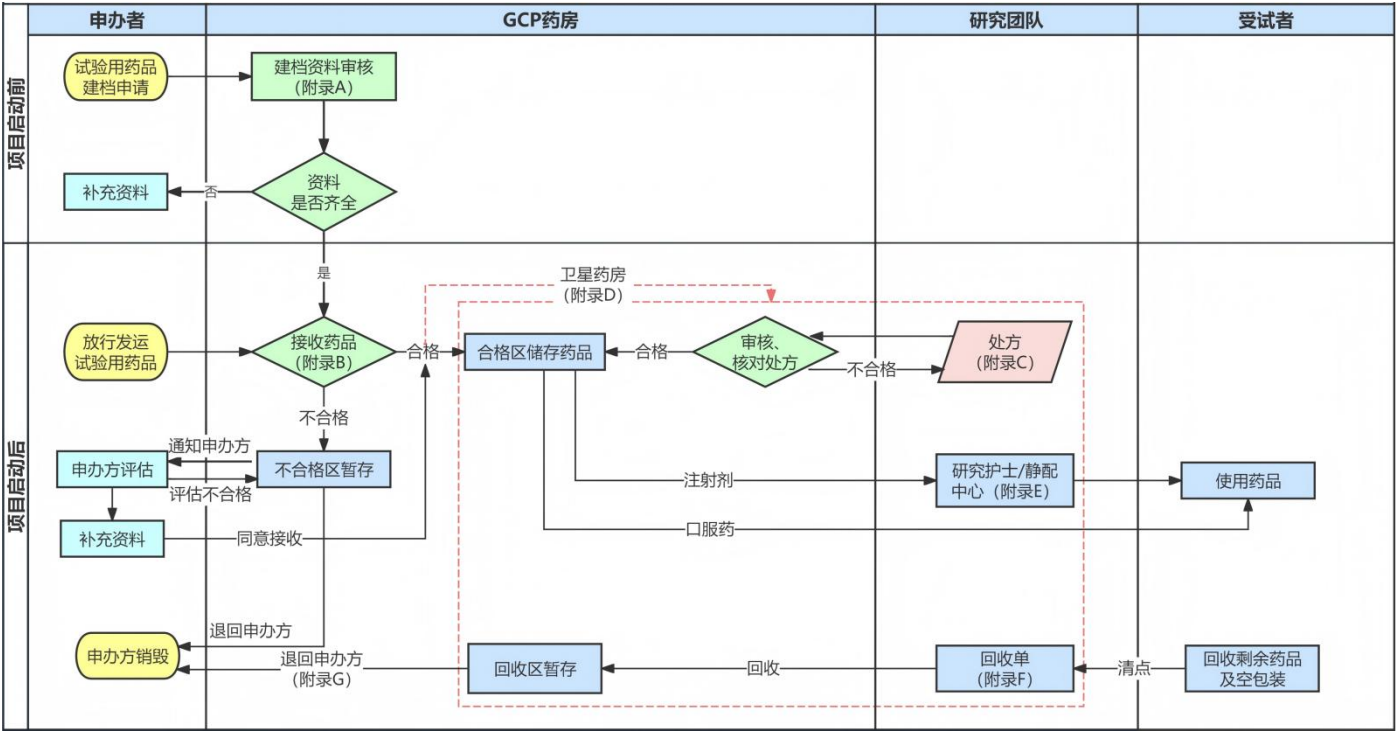 申办者
GCP药房
研究团队
受试者
项目启动前
试验用药品
建档申请
建档资料审核
（附录A）
补充资料
否
资料
是否齐全
是
项目启动后
卫星药房
（附录D）
放行发运
试验用药品
接收药品
（附录B）
合格
合格区储存药品
合格
审核、
核对处方
不合格
处方
（附录C）
不合格
通知申办方
申办方评估
评估不合格
不合格区暂存
注射剂
研究护士/静配
中心（附录E）
使用药品
补充资料
同意接收
口服药
申办方销毁
退回申办方
退回申办方
（附录G）
回收区暂存
回收
回收单
（附录F）
清点
回收剩余药品
及空包装